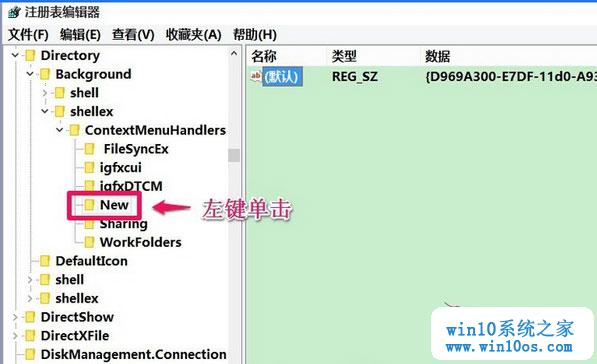 注册表编辑器
文件(F) 编辑(E) 查看(V) 收藏夹(A) 帮助(H)
Directory
Background
shell
shellex
ContextMenuHandlers
FileSyncEx
igfxcui
igfxDTCM
New
Sharing
WorkFolders
DefaultIcon
shell
shellex
DirectShow
DirectXFile
DiskManagement.Connection
名称 类型 数据
ab (默认) REG_SZ {D969A300-E7DF-11d0-A93
左键单击
win10系统之家
www.win10os.com